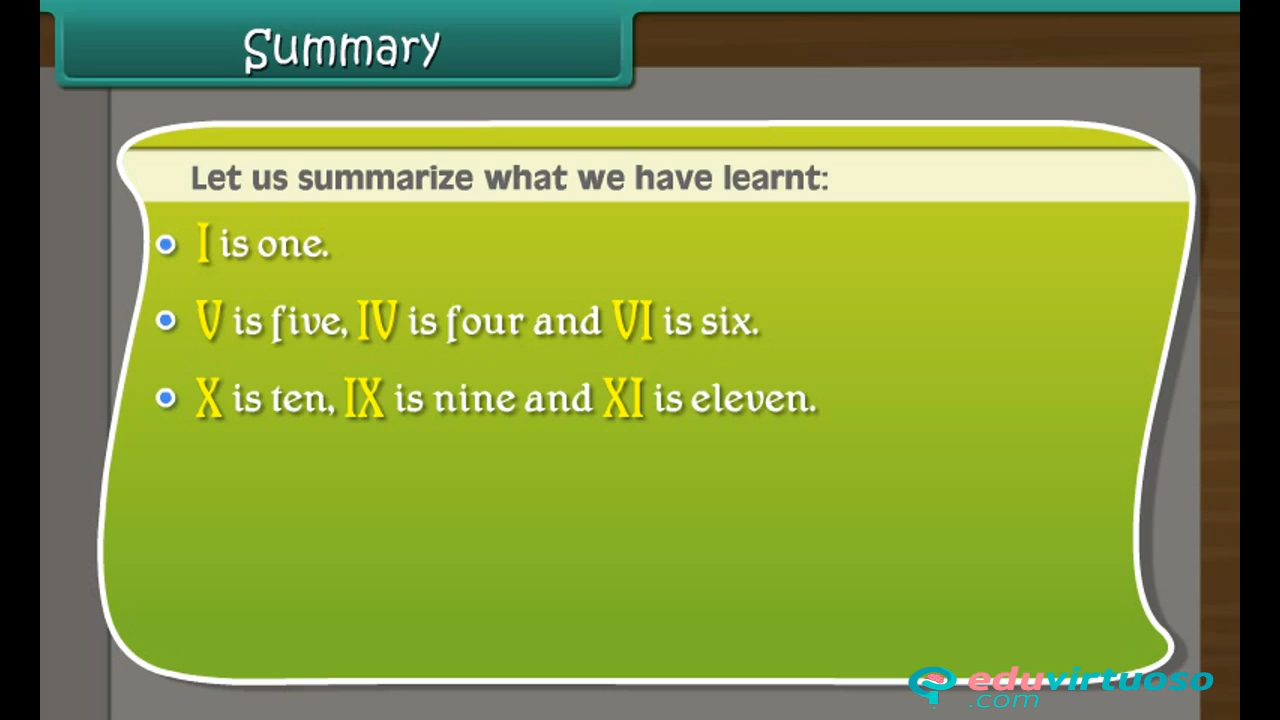 Summary
Let us summarize what we have learnt:
I is one.
V is five, IV is four and VI is six.
X is ten, IX is nine and XI is eleven.
eduvirtuoso
.com